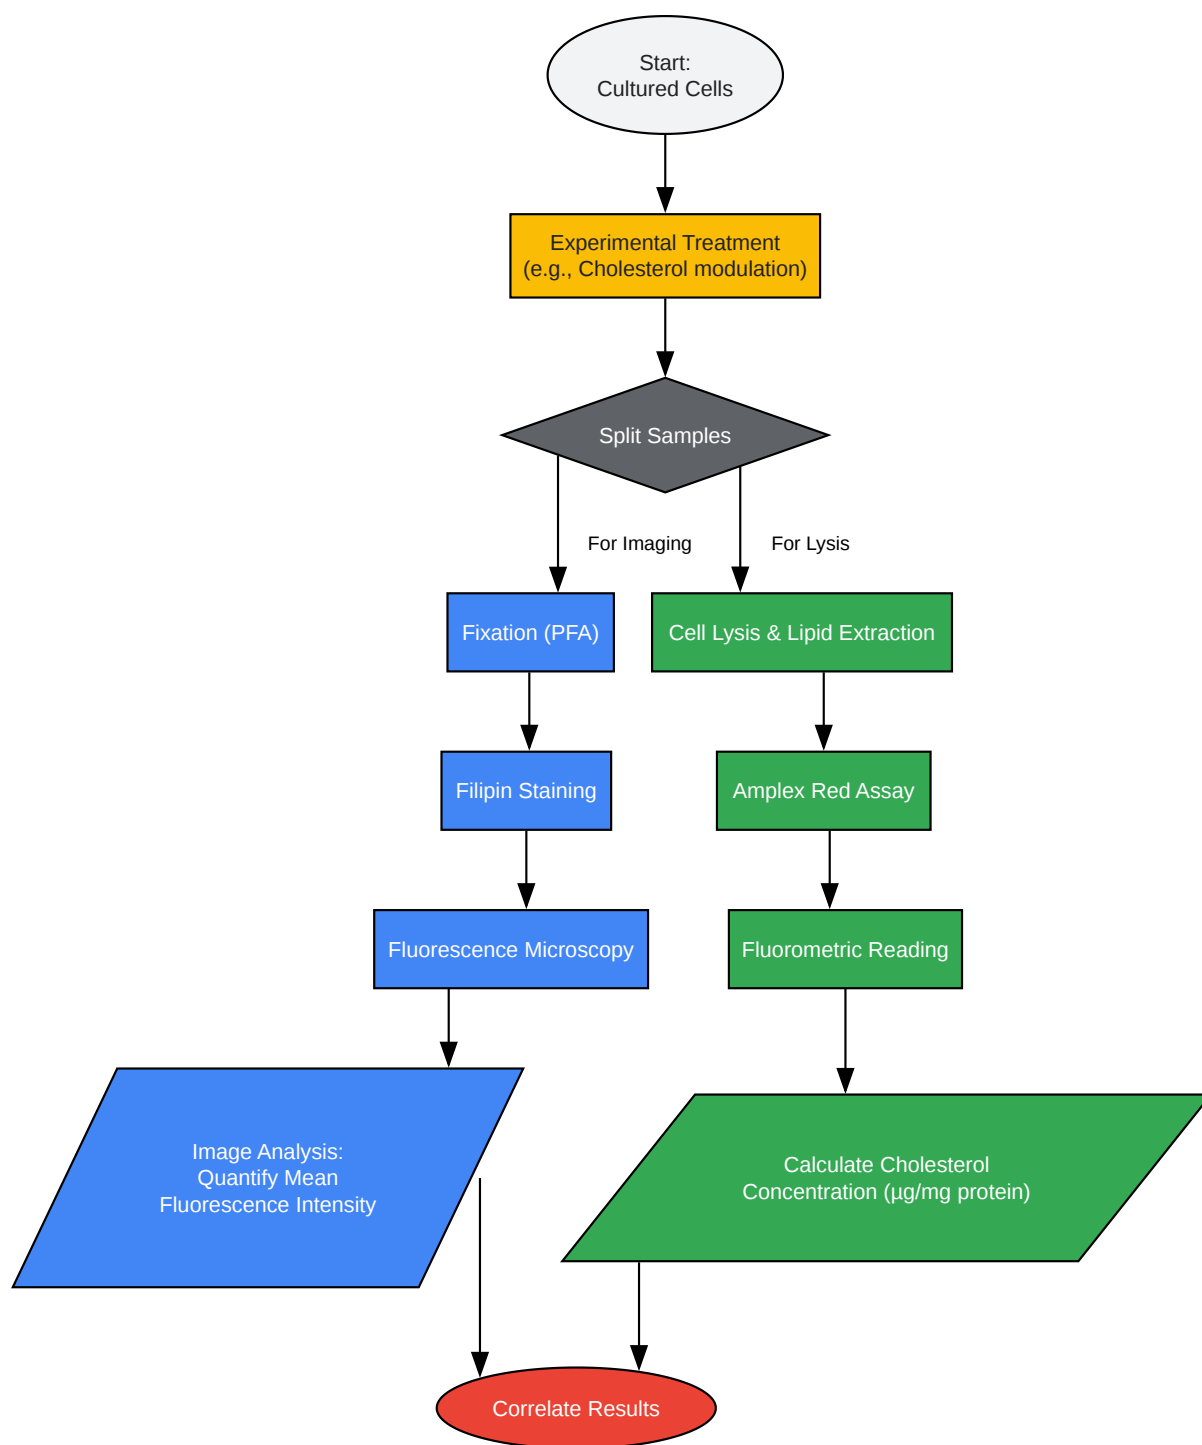 Start:
Cultured Cells
Experimental Treatment
(e.g., Cholesterol modulation)
Split Samples
For Imaging
For Lysis
Fixation (PFA)
Cell Lysis & Lipid Extraction
Filipin Staining
Amplex Red Assay
Fluorescence Microscopy
Fluorometric Reading
Image Analysis:
Quantify Mean
Fluorescence Intensity
Calculate Cholesterol
Concentration (µg/mg protein)
Correlate Results